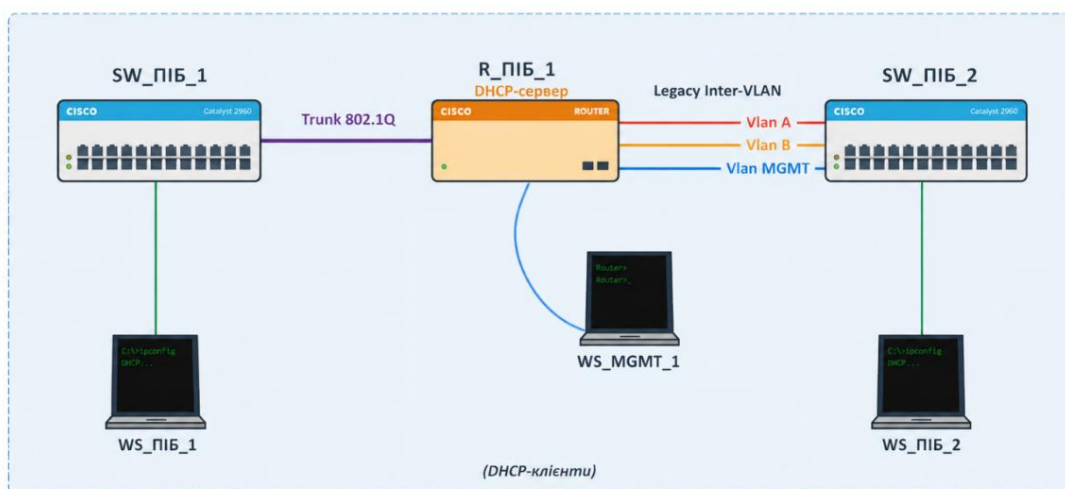 SW_ПІБ_1
CISCO
Catalyst 2960
Trunk 802.1Q
R_ПІБ_1
DHCP-сервер
CISCO
ROUTER
Legacy Inter-VLAN
Vlan A
Vlan B
Vlan MGMT
SW_ПІБ_2
CISCO
Catalyst 2960
Router>
Router>_
WS_MGMT_1
C:\>ipconfig
DHCP...
WS_ПІБ_1
C:\>ipconfig
DHCP...
WS_ПІБ_2
(DHCP-клієнти)